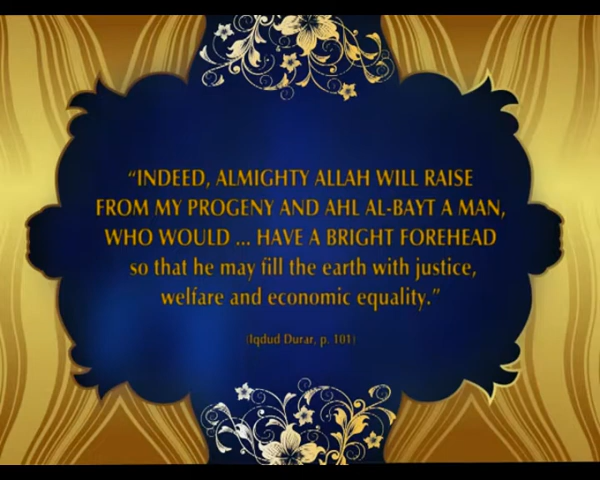 “INDEED, ALMIGHTY ALLAH WILL RAISE
FROM MY PROGENY AND AHL AL-BAYT A MAN,
WHO WOULD ... HAVE A BRIGHT FOREHEAD
so that he may fill the earth with justice,
welfare and economic equality.”
(Iqdud Durar, p. 101)